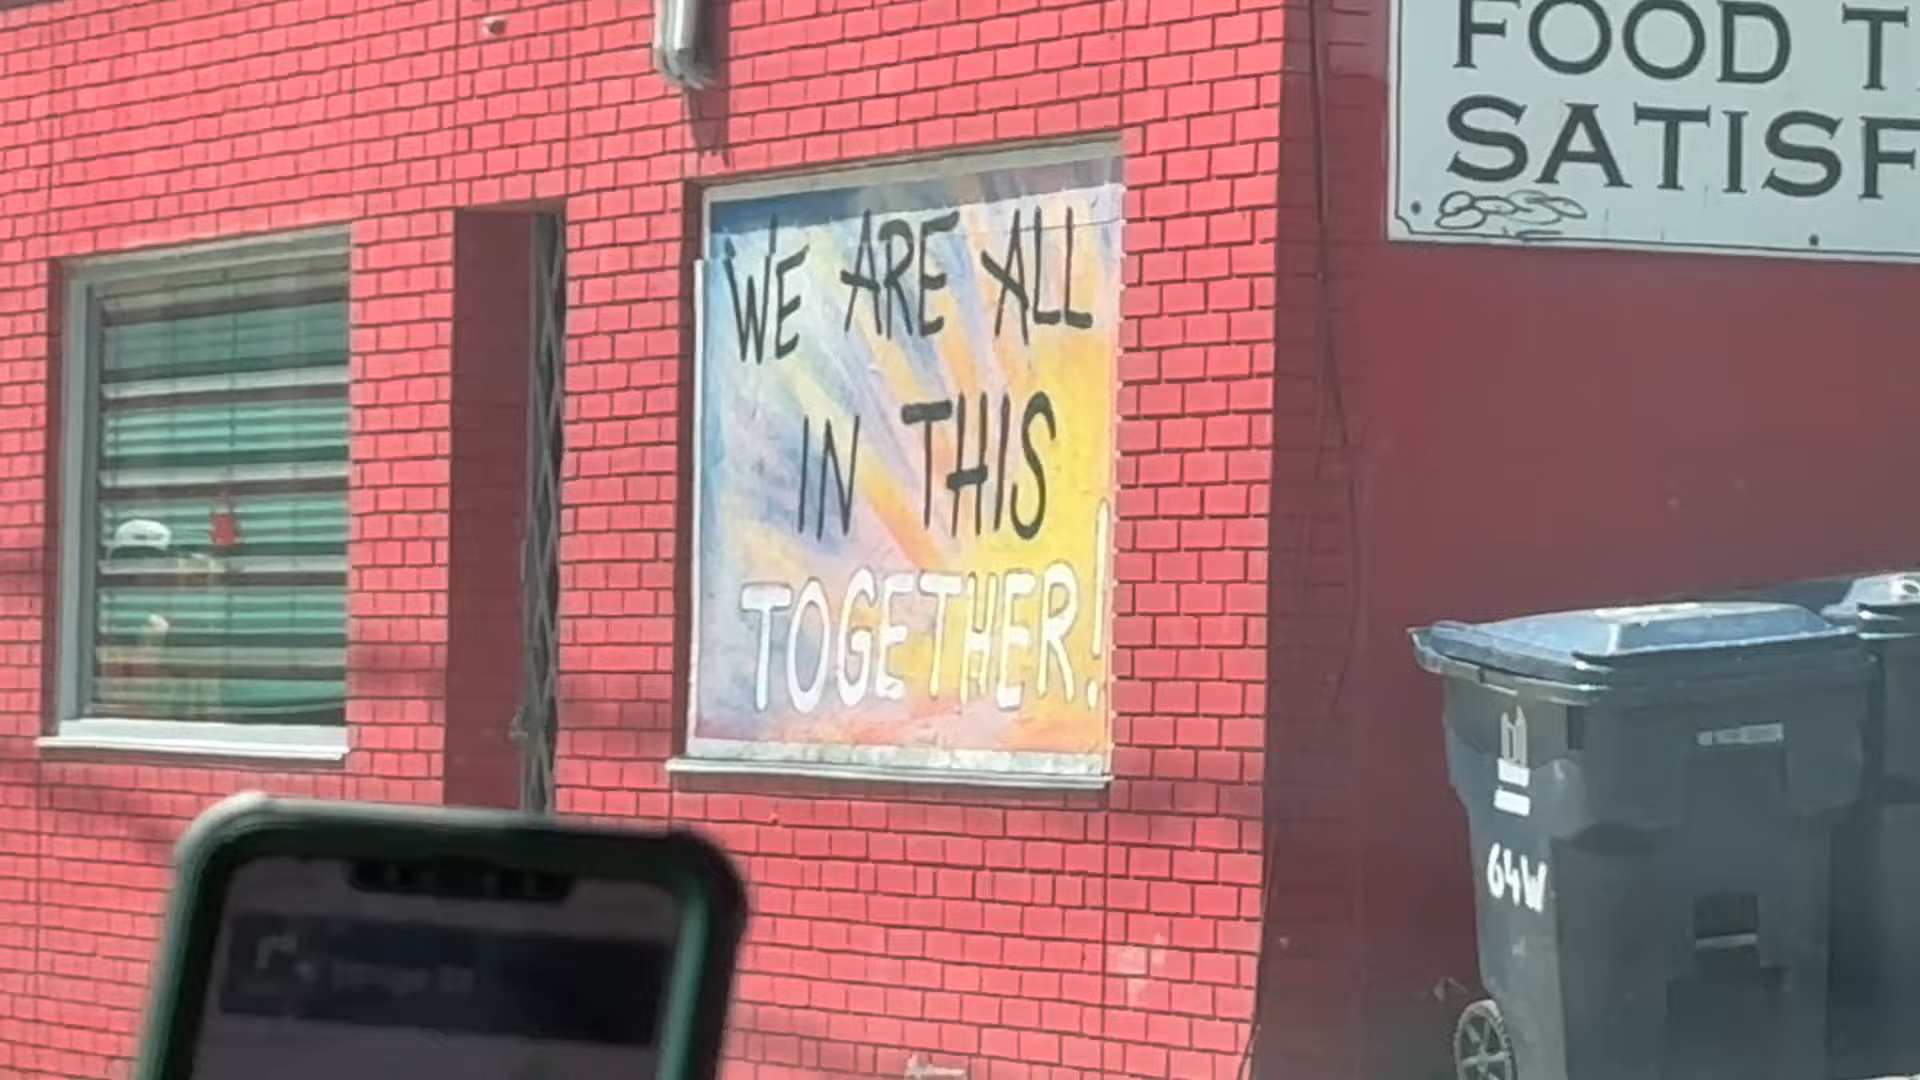 WE ARE ALL
IN THIS
TOGETHER!
FOOD T
SATISF
64W